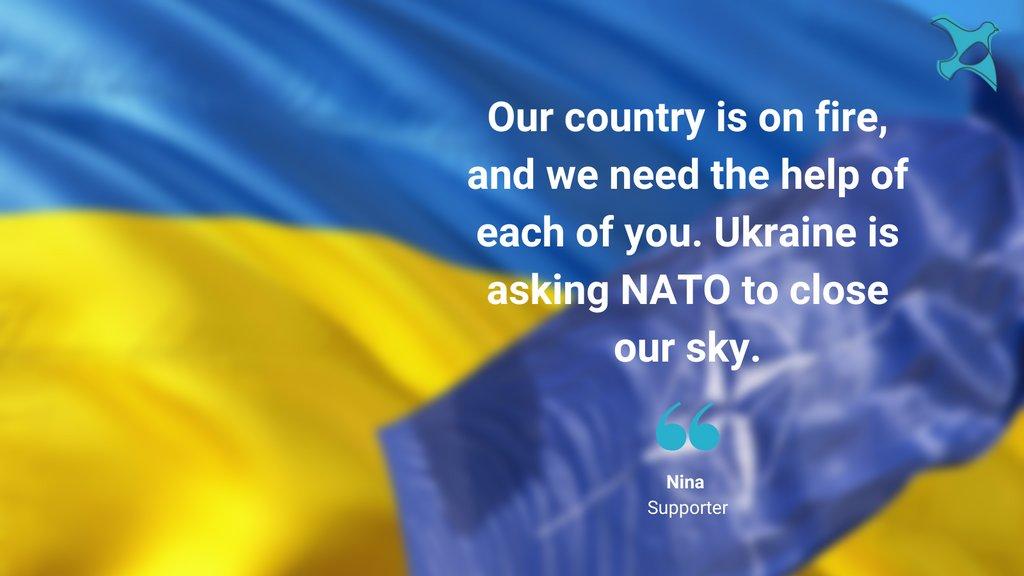 Our country is on fire,
and we need the help of
each of you. Ukraine is
asking NATO to close
our sky.
“
Nina
Supporter